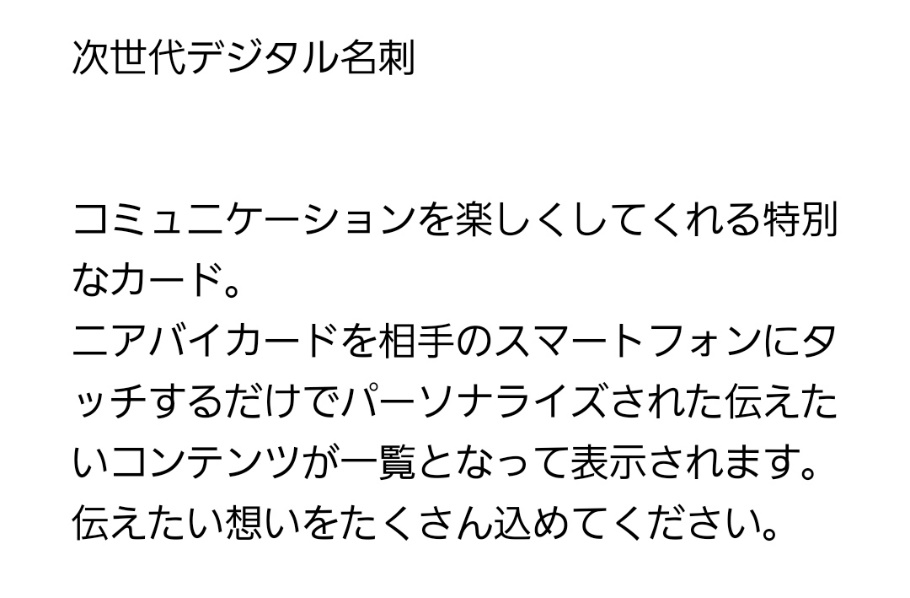 次世代デジタル名刺
コミュニケーションを楽しくしてくれる特別
なカード。
ニアバイカードを相手のスマートフォンにタ
ッチするだけでパーソナライズされた伝えた
いコンテンツが一覧となって表示されます。
伝えたい想いをたくさん込めてください。